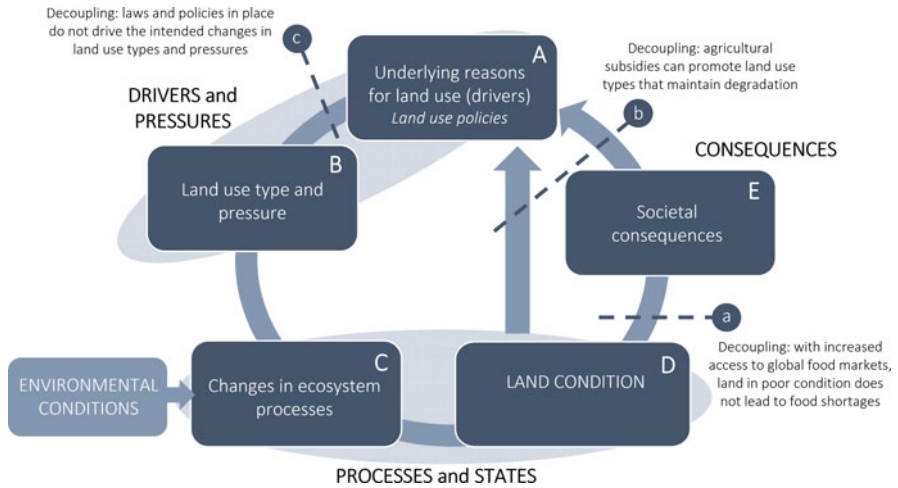 Decoupling: laws and policies in place
do not drive the intended changes in
land use types and pressures
c
A
Underlying reasons
for land use (drivers)
Land use policies
Decoupling: agricultural
subsidies can promote land use
types that maintain degradation
b
DRIVERS and
PRESSURES
B
Land use type and
pressure
CONSEQUENCES
E
Societal
consequences
a
Decoupling: with increased
access to global food markets,
land in poor condition does
not lead to food shortages
ENVIRONMENTAL
CONDITIONS
C
Changes in ecosystem
processes
D
LAND CONDITION
PROCESSES and STATES